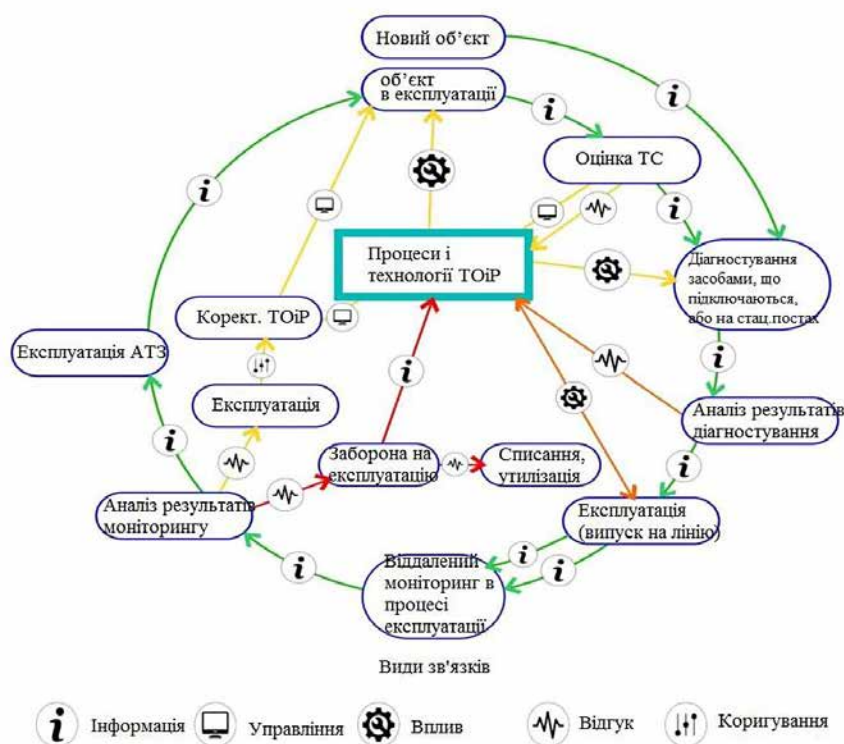 Новий об’єкт
об’єкт
в експлуатації
Оцінка ТС
Процеси і
технології ТОіР
Діагностування
засобами, що
підключаються,
або на стац.постах
Корект. ТОіР
Експлуатація АТЗ
Експлуатація
Аналіз результатів
діагностування
Заборона на
експлуатацію
Списання,
утилізація
Аналіз результатів
моніторингу
Експлуатація
(випуск на лінію)
Віддалений
моніторинг в
процесі
експлуатації
Види зв'язків
Інформація
Управління
Вплив
Відгук
Коригування